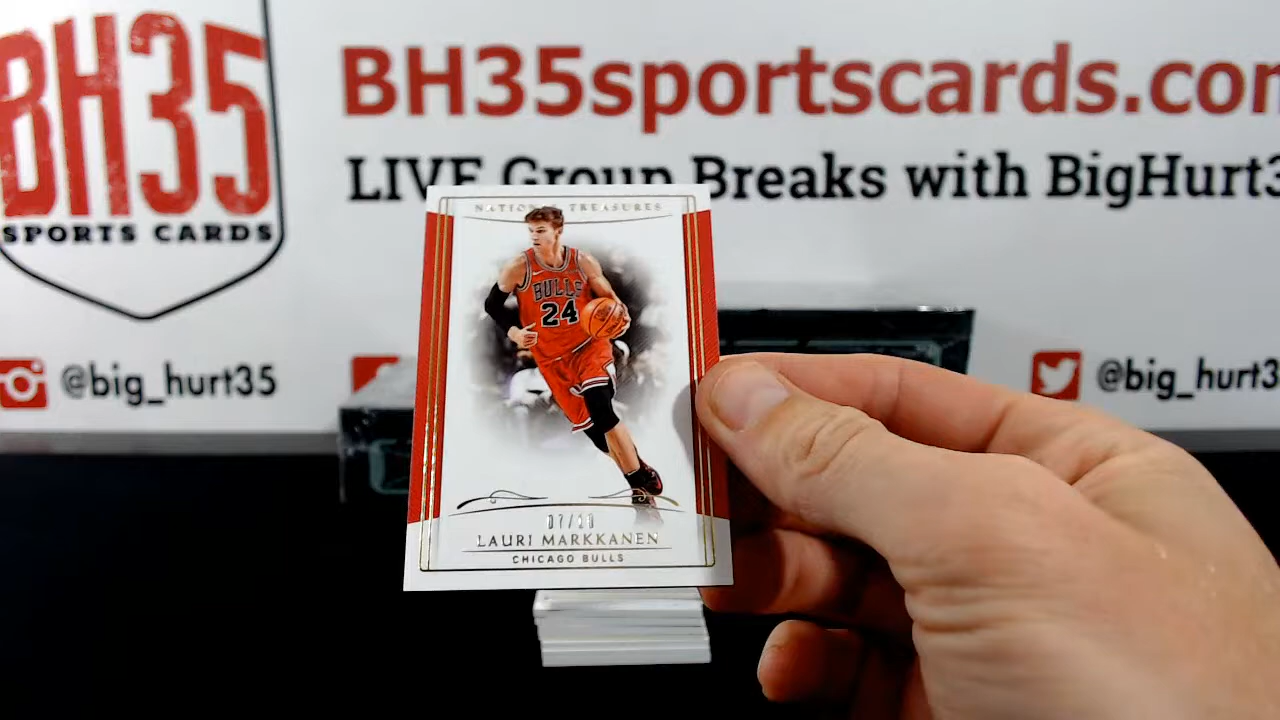 BH35
SPORTS CARDS
BH35sportscards.com
LIVE Group Breaks with BigHurt3
@big_hurt35
@big_hurt3
NATIONAL TREASURES
BULLS
24
LAURI MARKKANEN
CHICAGO BULLS